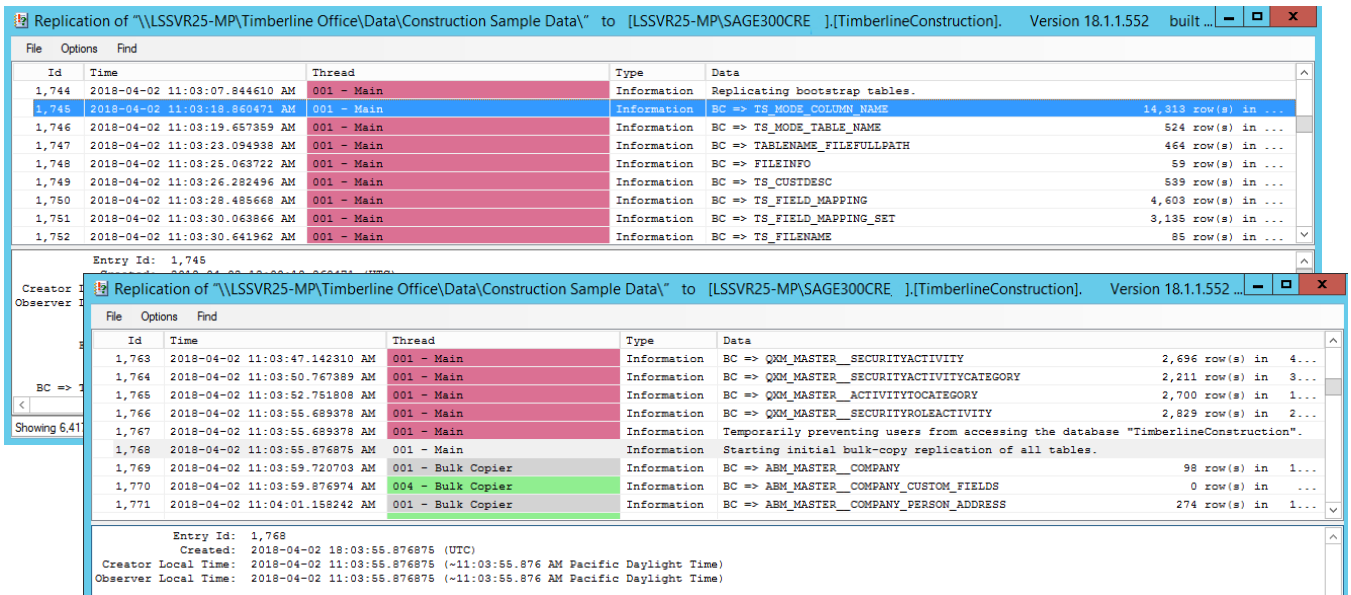 Replication of "\\LSSVR25-MP\Timberline Office\Data\Construction Sample Data\" to [LSSVR25-MP\SAGE300CRE ].[TimberlineConstruction]. Version 18.1.1.552 built ...
File Options Find
Id Time Thread Type Data
1,744 2018-04-02 11:03:07.844610 AM 001 - Main Information Replicating bootstrap tables.
1,745 2018-04-02 11:03:18.860471 AM 001 - Main Information BC => TS_MODE_COLUMN_NAME 14,313 row(s) in ...
1,746 2018-04-02 11:03:19.657359 AM 001 - Main Information BC => TS_MODE_TABLE_NAME 524 row(s) in ...
1,747 2018-04-02 11:03:23.094938 AM 001 - Main Information BC => TABLENAME_FILEFULLPATH 464 row(s) in ...
1,748 2018-04-02 11:03:25.063722 AM 001 - Main Information BC => FILEINFO 59 row(s) in ...
1,749 2018-04-02 11:03:26.282496 AM 001 - Main Information BC => TS_CUSTDESC 539 row(s) in ...
1,750 2018-04-02 11:03:28.485668 AM 001 - Main Information BC => TS_FIELD_MAPPING 4,603 row(s) in ...
1,751 2018-04-02 11:03:30.063866 AM 001 - Main Information BC => TS_FIELD_MAPPING_SET 3,135 row(s) in ...
1,752 2018-04-02 11:03:30.641962 AM 001 - Main Information BC => TS_FILENAME 85 row(s) in ...
Entry Id: 1,745
Creator
Observer
BC =>
Showing 6,41
Replication of "\\LSSVR25-MP\Timberline Office\Data\Construction Sample Data\" to [LSSVR25-MP\SAGE300CRE ].[TimberlineConstruction]. Version 18.1.1.552 ...
File Options Find
Id Time Thread Type Data
1,763 2018-04-02 11:03:47.142310 AM 001 - Main Information BC => QXM_MASTER__SECURITYACTIVITY 2,696 row(s) in 4...
1,764 2018-04-02 11:03:50.767389 AM 001 - Main Information BC => QXM_MASTER__SECURITYACTIVITYCATEGORY 2,211 row(s) in 3...
1,765 2018-04-02 11:03:52.751808 AM 001 - Main Information BC => QXM_MASTER__ACTIVITYTOCATEGORY 2,700 row(s) in 1...
1,766 2018-04-02 11:03:55.689378 AM 001 - Main Information BC => QXM_MASTER__SECURITYROLEACTIVITY 2,829 row(s) in 2...
1,767 2018-04-02 11:03:55.689378 AM 001 - Main Information Temporarily preventing users from accessing the database "TimberlineConstruction".
1,768 2018-04-02 11:03:55.876875 AM 001 - Main Information Starting initial bulk-copy replication of all tables.
1,769 2018-04-02 11:03:59.720703 AM 001 - Bulk Copier Information BC => ABM_MASTER__COMPANY 98 row(s) in 1...
1,770 2018-04-02 11:03:59.876974 AM 004 - Bulk Copier Information BC => ABM_MASTER__COMPANY_CUSTOM_FIELDS 0 row(s) in ...
1,771 2018-04-02 11:04:01.158242 AM 001 - Bulk Copier Information BC => ABM_MASTER__COMPANY_PERSON_ADDRESS 274 row(s) in 1...
Entry Id: 1,768
Created: 2018-04-02 18:03:55.876875 (UTC)
Creator Local Time: 2018-04-02 11:03:55.876875 (~11:03:55.876 AM Pacific Daylight Time)
Observer Local Time: 2018-04-02 11:03:55.876875 (~11:03:55.876 AM Pacific Daylight Time)